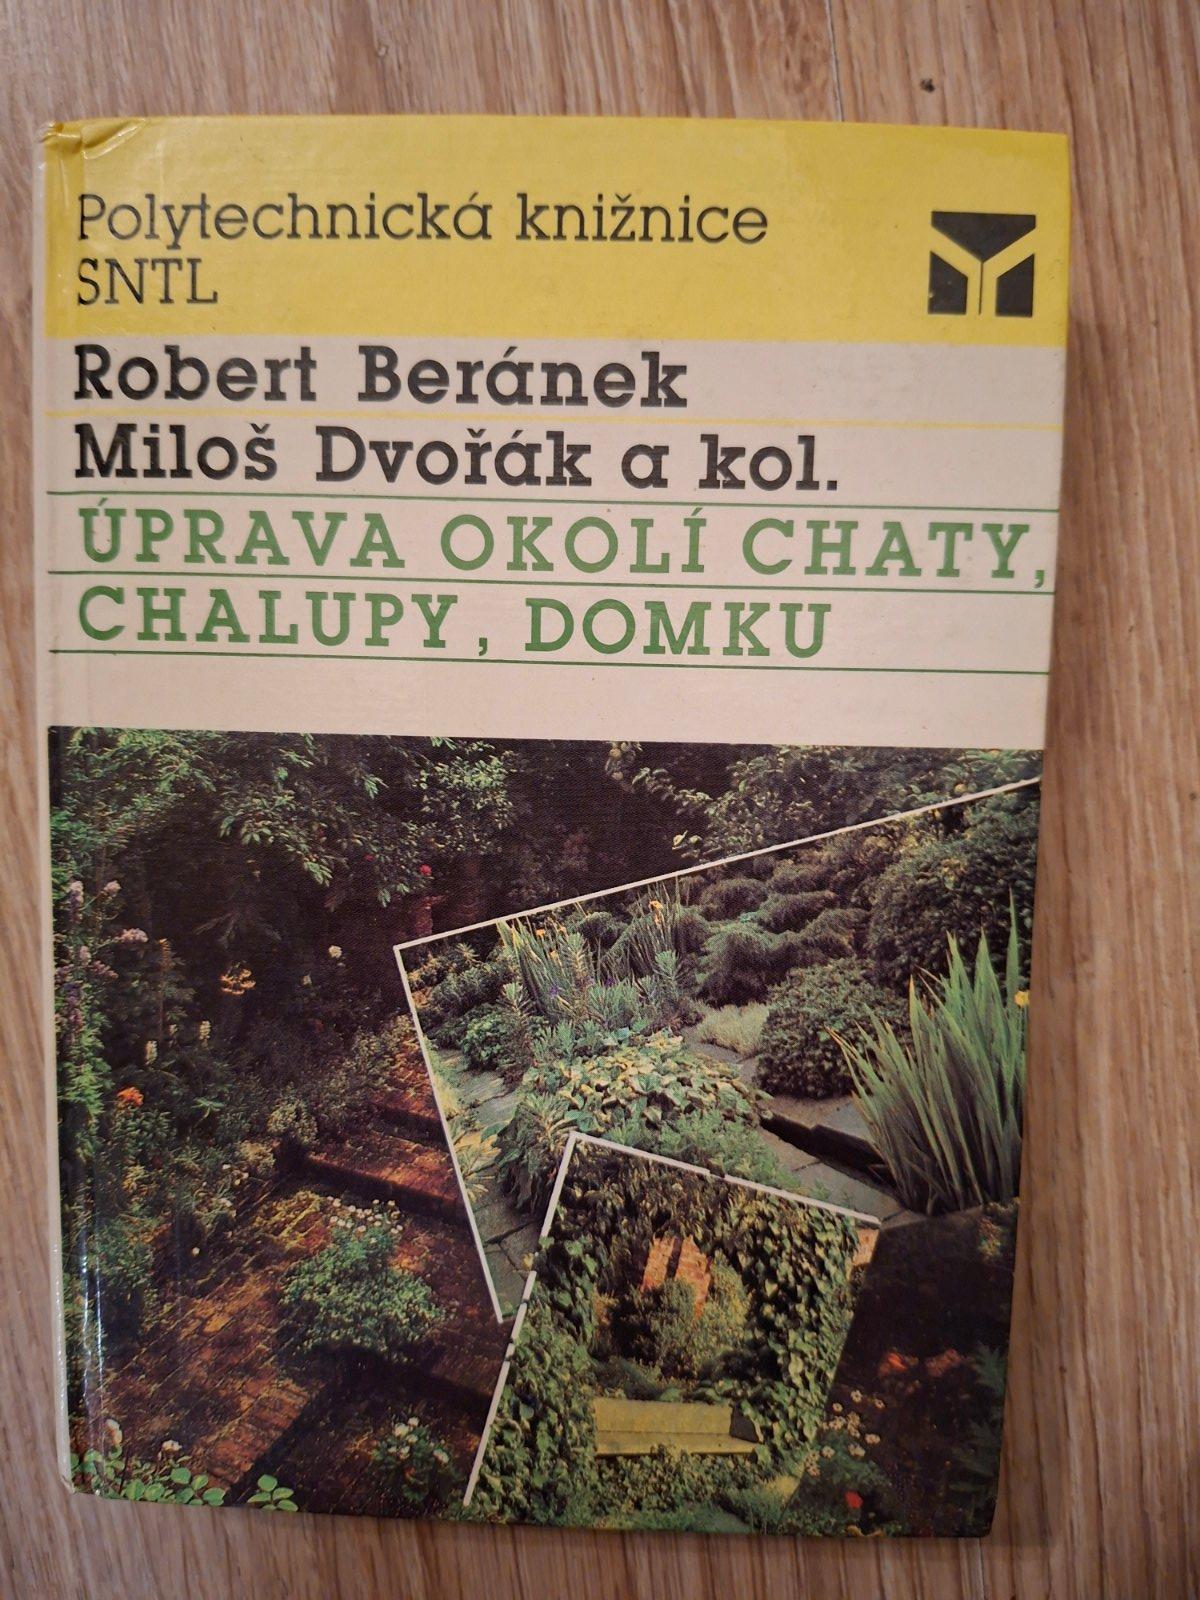 Polytechnická knižnice
SNTL
Robert Beránek
Miloš Dvořák a kol.
ÚPRAVA OKOLÍ CHATY,
CHALUPY, DOMKU